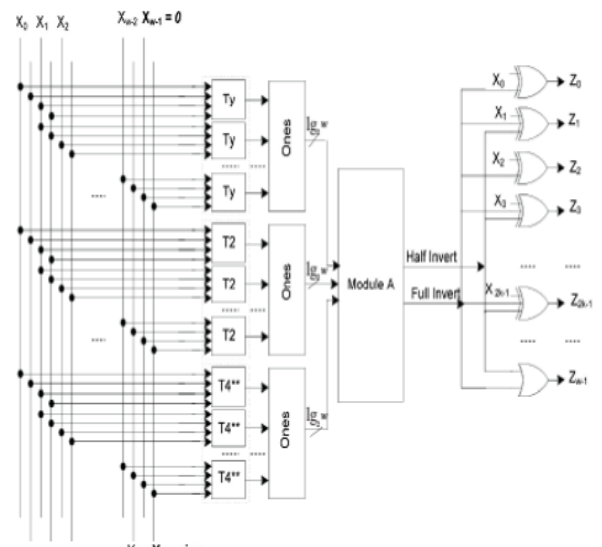 X0 X1 X2 Xw-2 Xw-1 = 0
Ty
Ty
..... .....
Ty
Ones
lg w
T2
T2
..... .....
T2
Ones
lg w
T4**
T4**
..... .....
T4**
Ones
lg w
....
....
Module A
Half Invert
Full Invert
X0 Z0
X1 Z1
X2 Z2
X3 Z3
.... ....
X2k-1 Z2k-1
.... ....
Zw-1